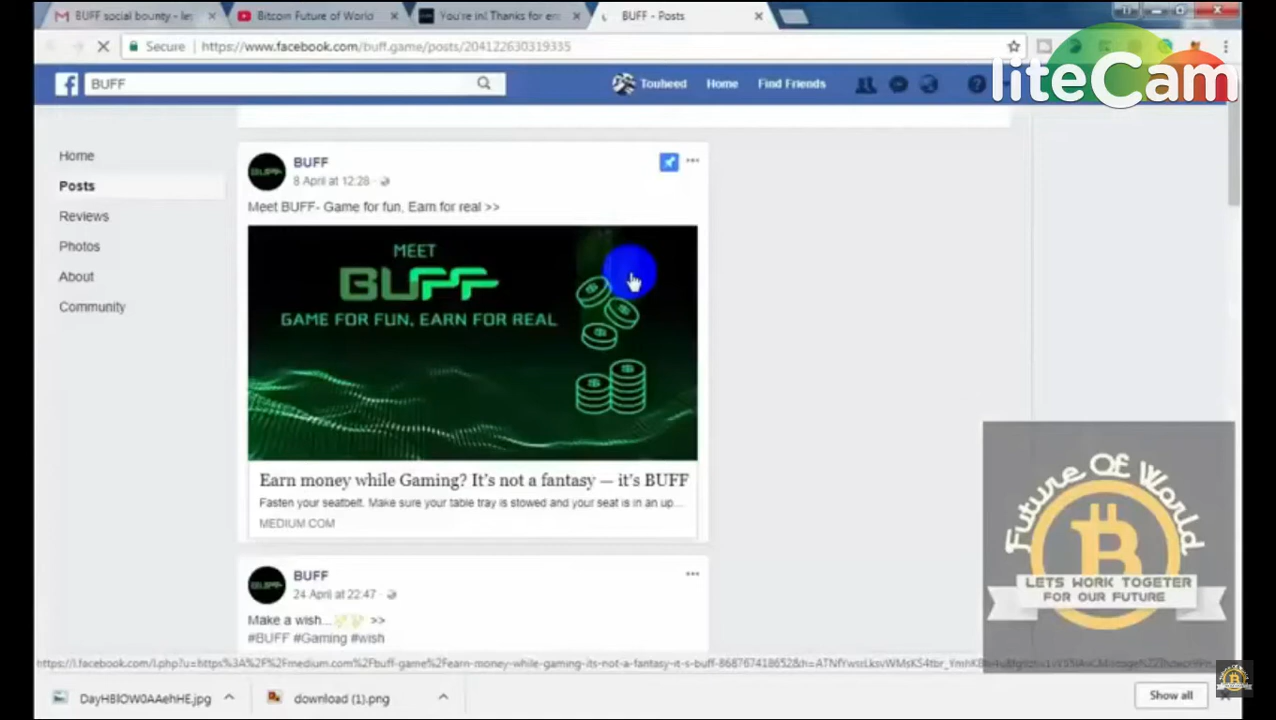 BUFF social bounty - le
Bitcoin Future of World
You're in! Thanks for en
BUFF - Posts
Secure
https://www.facebook.com/buff.game/posts/204122630319335
liteCam
BUFF
Touheed
Home
Find Friends
Home
Posts
Reviews
Photos
About
Community
BUFF
8 April at 12:28
Meet BUFF- Game for fun, Earn for real >>
MEET
BUFF
GAME FOR FUN, EARN FOR REAL
Earn money while Gaming? It's not a fantasy — it's BUFF
Fasten your seatbelt. Make sure your table tray is stowed and your seat is in an up...
MEDIUM.COM
BUFF
24 April at 22:47
Make a wish... >>
#BUFF #Gaming #wish
Future Of World
B
LETS WORK TOGETER
FOR OUR FUTURE
DayHBlOW0AAehHE.jpg
download (1).png
Show all